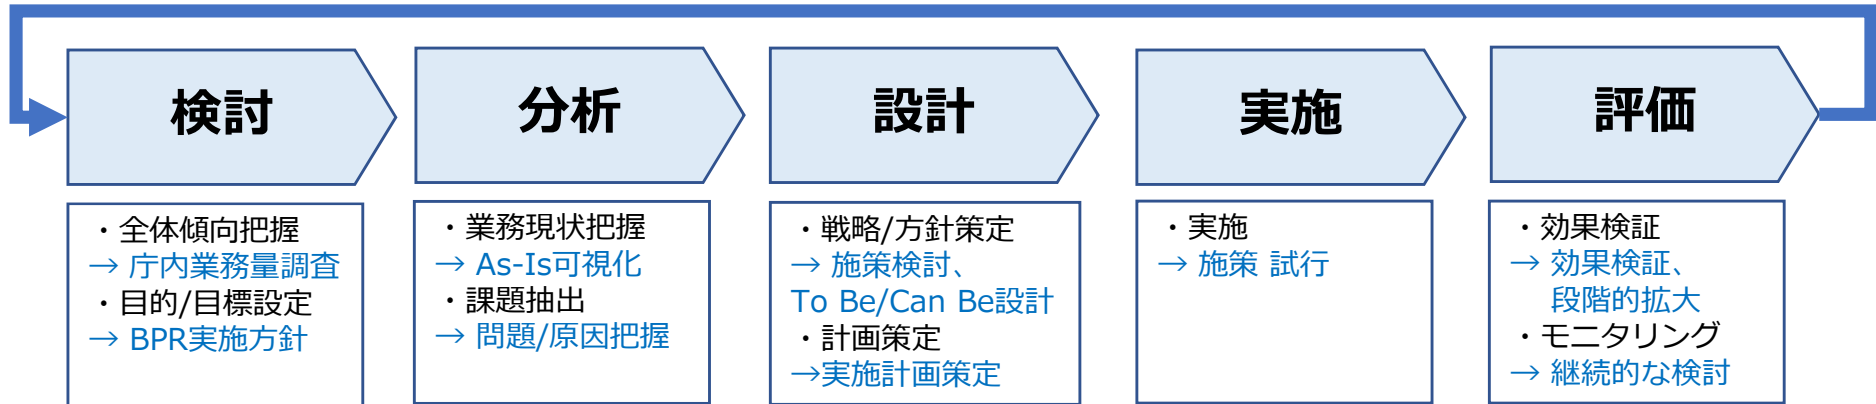 検討
・全体傾向把握
→ 庁内業務量調査
・目的/目標設定
→ BPR実施方針
分析
・業務現状把握
→ As-Is可視化
・課題抽出
→ 問題/原因把握
設計
・戦略/方針策定
→ 施策検討、
To Be/Can Be設計
・計画策定
→実施計画策定
実施
・実施
→ 施策 試行
評価
・効果検証
→ 効果検証、
段階的拡大
・モニタリング
→ 継続的な検討